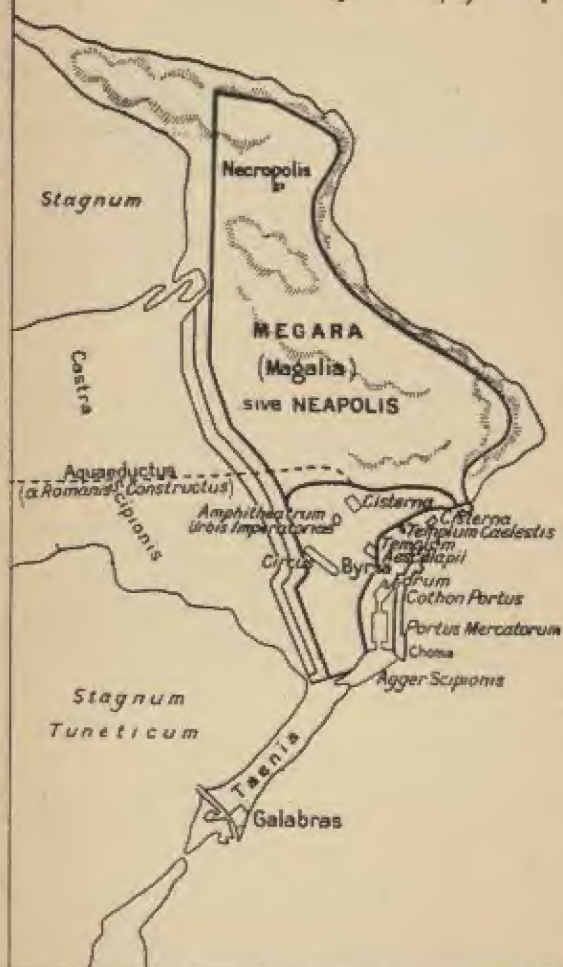 Necropolis
Stagnum
MEGARA
(Magalia)
SIVE NEAPOLIS
Castra
Scipionis
Aquaeductus
(a Romanis Constructus)
Cisterna
Amphitheatrum
Urbis Imperatoriae
Cisterna
Templum Caelestis
Templum
Aesculapii
Circus
Byrsa
Forum
Cothon Portus
Portus Mercatorum
Choma
Agger Scipionis
Stagnum
Tuneticum
Taenia
Galabras